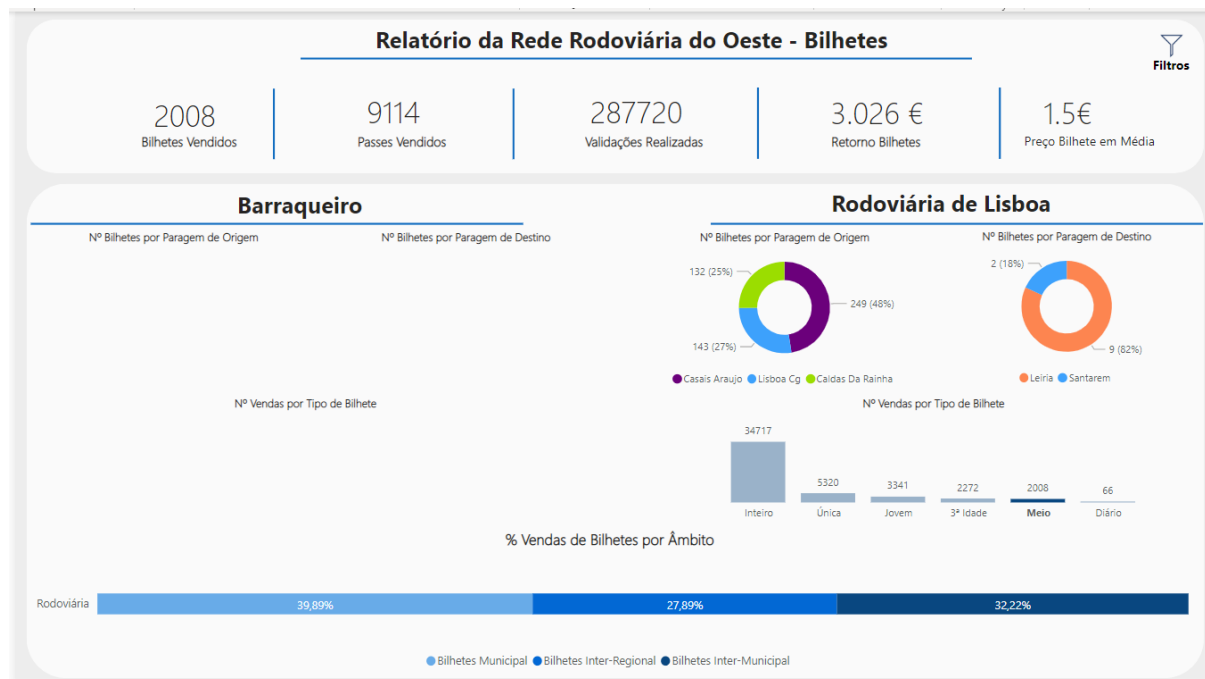 Relatório da Rede Rodoviária do Oeste - Bilhetes
Filtros
2008
Bilhetes Vendidos
9114
Passes Vendidos
287720
Validações Realizadas
3.026 €
Retorno Bilhetes
1.5€
Preço Bilhete em Média
Barraqueiro
Nº Bilhetes por Paragem de Origem
Nº Bilhetes por Paragem de Destino
Nº Vendas por Tipo de Bilhete
Rodoviária de Lisboa
Nº Bilhetes por Paragem de Origem
132 (25%)
249 (48%)
143 (27%)
Casais Araujo Lisboa Cg Caldas Da Rainha
Nº Bilhetes por Paragem de Destino
2 (18%)
9 (82%)
Leiria Santarem
Nº Vendas por Tipo de Bilhete
34717 5320 3341 2272 2008 66
Inteiro Única Jovem 3ª Idade Meio Diário
% Vendas de Bilhetes por Âmbito
Rodoviária 39,89% 27,89% 32,22%
Bilhetes Municipal Bilhetes Inter-Regional Bilhetes Inter-Municipal